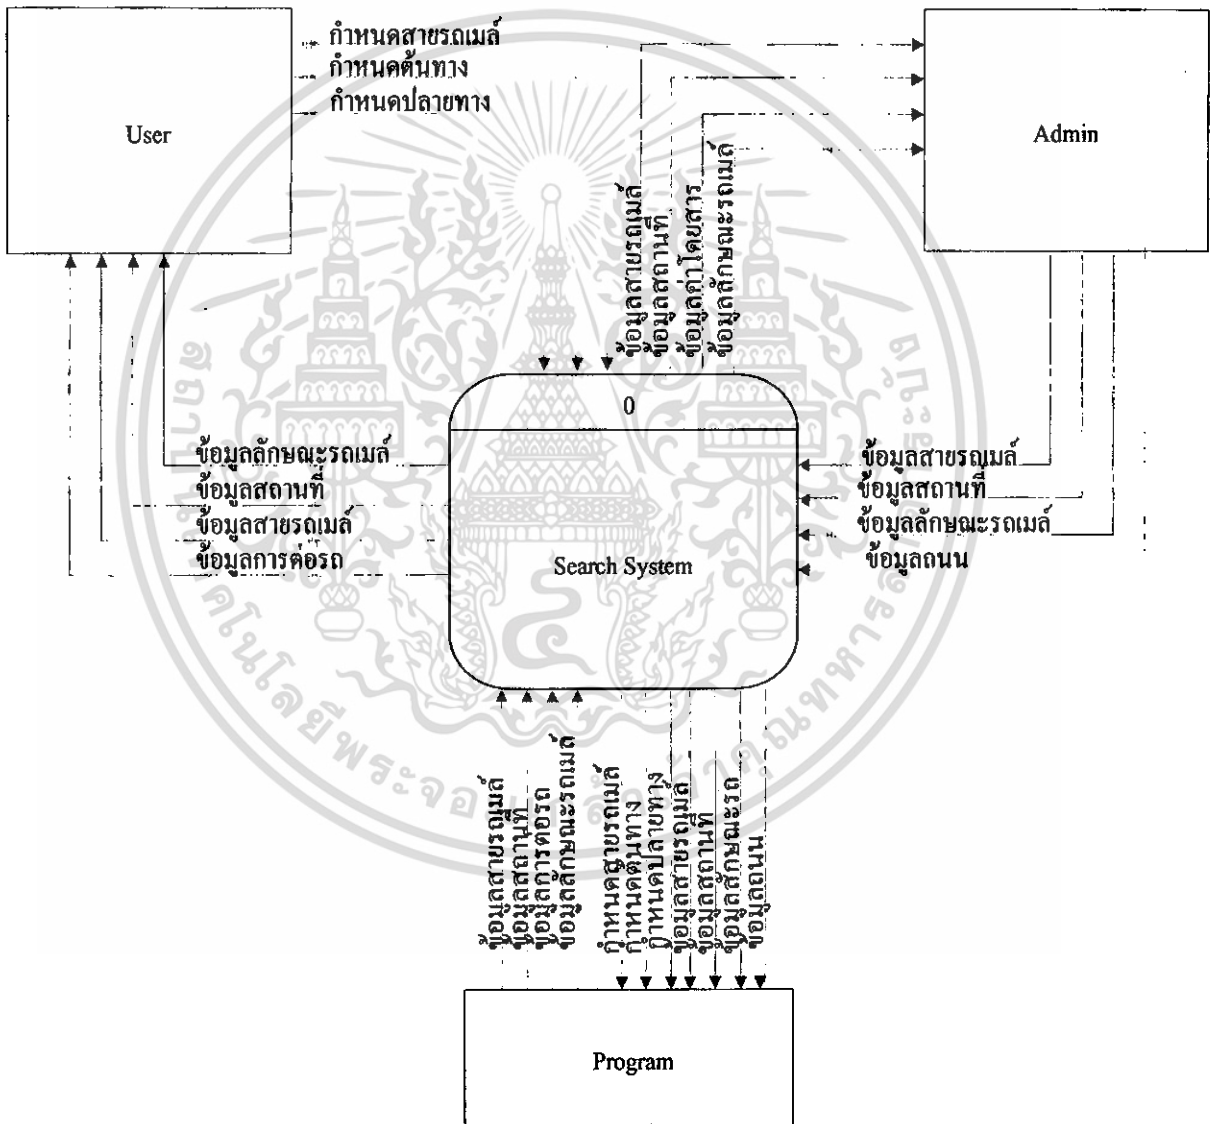 กำหนดสายรถเมล์
กำหนดต้นทาง
กำหนดปลายทาง
User
Admin
ข้อมูลสายรถเมล์
ข้อมูลสถานที่
ข้อมูลค่าโดยสาร
ข้อมูลลักษณะรถเมล์
0
Search System
ข้อมูลลักษณะรถเมล์
ข้อมูลสถานที่
ข้อมูลสายรถเมล์
ข้อมูลการต่อรถ
ข้อมูลสายรถเมล์
ข้อมูลสถานที่
ข้อมูลลักษณะรถเมล์
ข้อมูลถนน
ข้อมูลสายรถเมล์
ข้อมูลสถานที่
ข้อมูลการต่อรถ
ข้อมูลลักษณะรถเมล์
กำหนดสายรถเมล์
กำหนดต้นทาง
กำหนดปลายทาง
ข้อมูลสายรถเมล์
ข้อมูลสถานที่
ข้อมูลลักษณะรถ
ข้อมูลถนน
Program